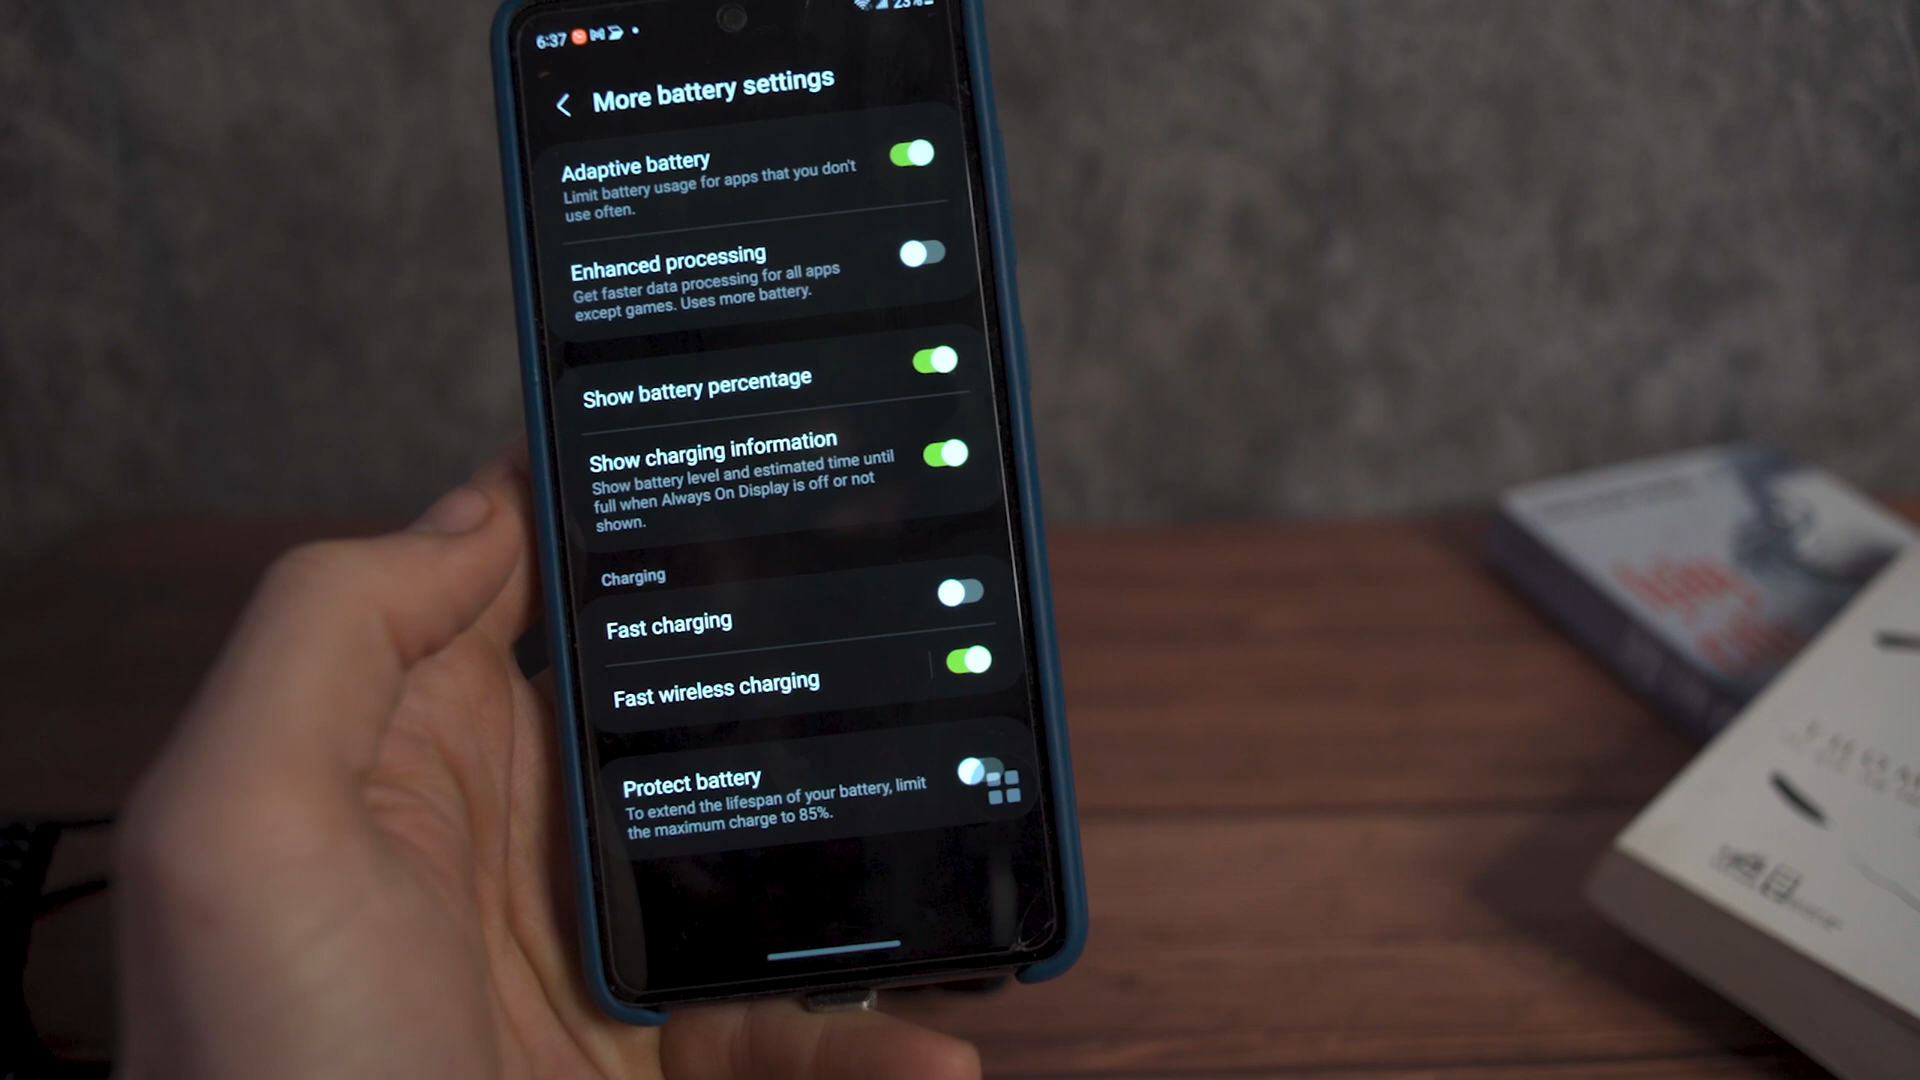 6:37
23%
More battery settings
Adaptive battery
Limit battery usage for apps that you don't
use often.
Enhanced processing
Get faster data processing for all apps
except games. Uses more battery.
Show battery percentage
Show charging information
Show battery level and estimated time until
full when Always On Display is off or not
shown.
Charging
Fast charging
Fast wireless charging
Protect battery
To extend the lifespan of your battery, limit
the maximum charge to 85%.